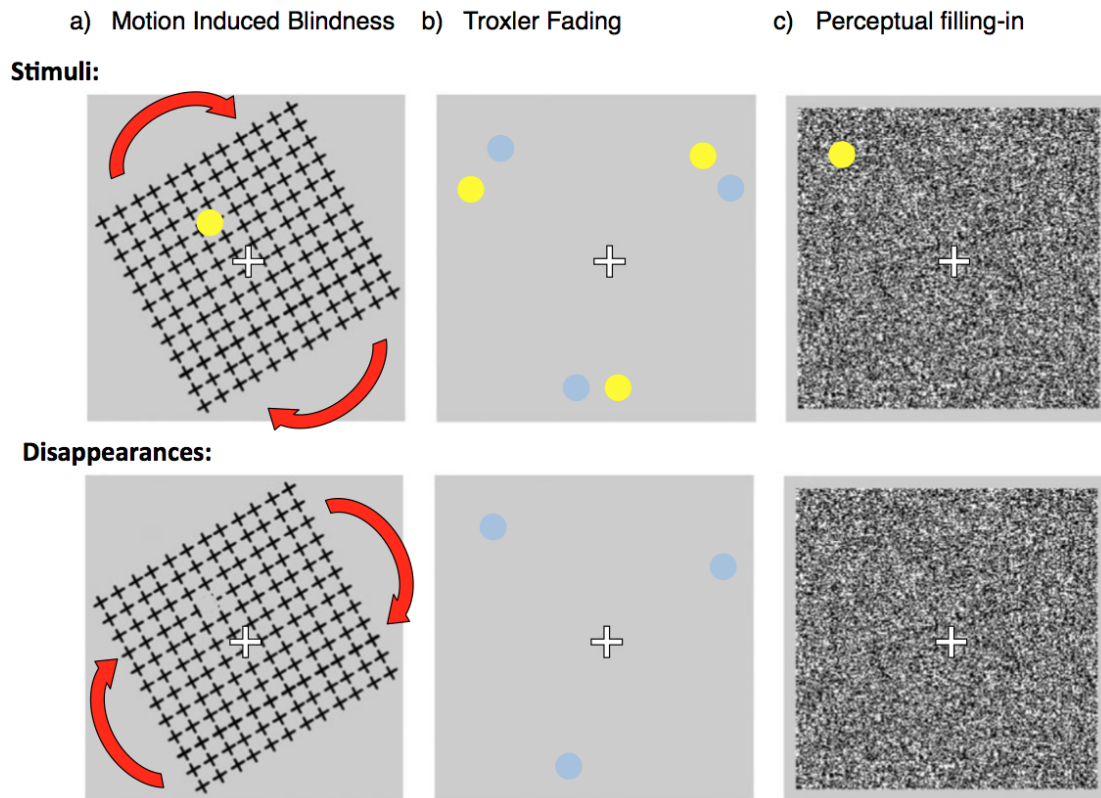 a) Motion Induced Blindness b) Troxler Fading c) Perceptual filling-in
Stimuli:
Disappearances: